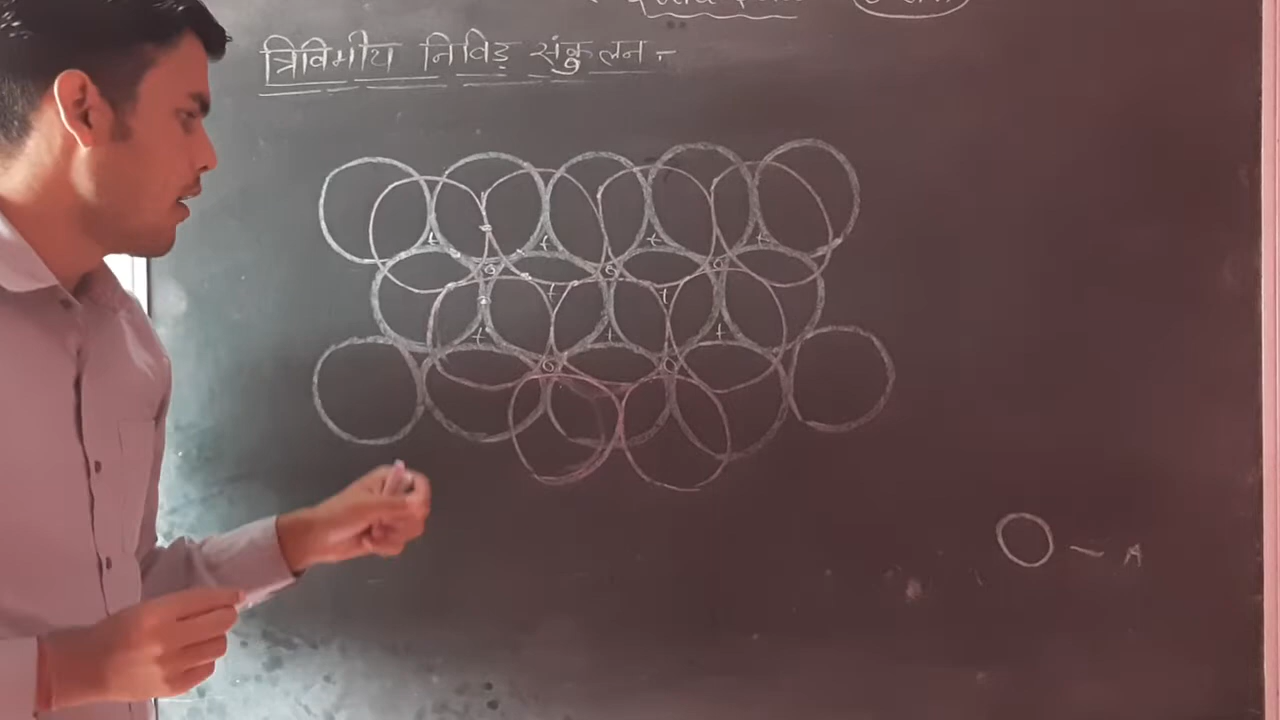 त्रिविमीय निविड़ संकुलन :-
+ + + +
+ +
+ + +
O - A